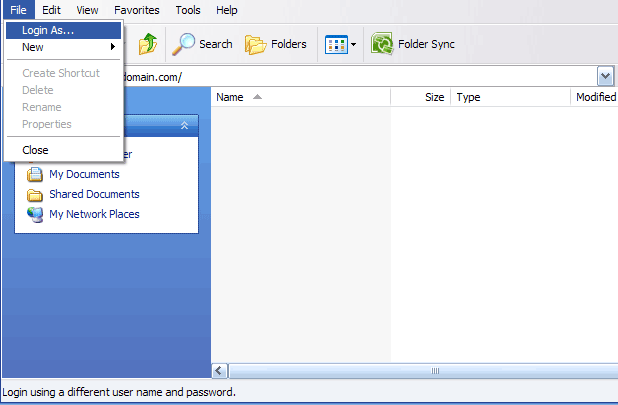 File Edit View Favorites Tools Help
Login As...
New
Search Folders Folder Sync
Create Shortcut
domain.com/
Delete
Rename
Properties
Close
Name Size Type Modified
My Documents
Shared Documents
My Network Places
Login using a different user name and password.